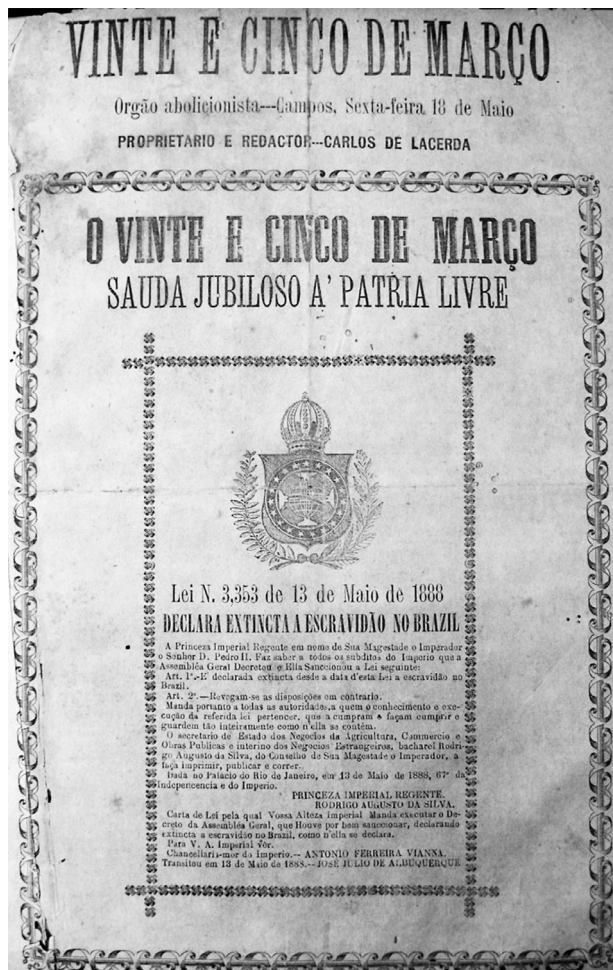 VINTE E CINCO DE MARÇO
Orgão abolicionista---Campos, Sexta-feira 18 de Maio
PROPRIETARIO E REDACTOR---CARLOS DE LACERDA
O VINTE E CINCO DE MARÇO
SAUDA JUBILOSO A' PATRIA LIVRE
Lei N. 3,353 de 13 de Maio de 1888
DECLARA EXTINCTA A ESCRAVIDÃO NO BRAZIL
A Princeza Imperial Regente em nome de Sua Magestade o Imperador
o Senhor D. Pedro II. Faz saber a todos os subditos do Imperio que a
Assembléa Geral Decretou e Ella Sanccionou a Lei seguinte:
Art. 1º.-E' declarada extincta desde a data d'esta Lei a escravidão no
Brazil.
Art. 2º.—Revogam-se as disposições em contrario.
Manda portanto a todas as autoridades, a quem o conhecimento e exe-
cução da referida lei pertencer, que a cumpram e façam cumprir e
guardem tão inteiramente como n'ella se contém.
O secretario de Estado dos Negocios da Agricultura, Commercio e
Obras Publicas e interino dos Negocios Estrangeiros, bacharel Rodri-
go Augusto da Silva, do Conselho de Sua Magestade o Imperador, a
faça imprimir, publicar e correr.
Dada no Palacio do Rio de Janeiro, em 13 de Maio de 1888, 67º da
Independencia e do Imperio.
PRINCEZA IMPERIAL REGENTE.
RODRIGO AUGUSTO DA SILVA.
Carta de Lei pela qual Vossa Alteza Imperial Manda executar o De-
creto da Assembléa Geral, que Houve por bem sanccionar, declarando
extincta a escravidão no Brazil, como n'ella se declara.
Para V. A. Imperial vêr.
Chancellaria-mor do imperio.—ANTONIO FERREIRA VIANNA.
Transitou em 13 de Maio de 1888.—JOSÉ JULIO DE ALBUQUERQUE